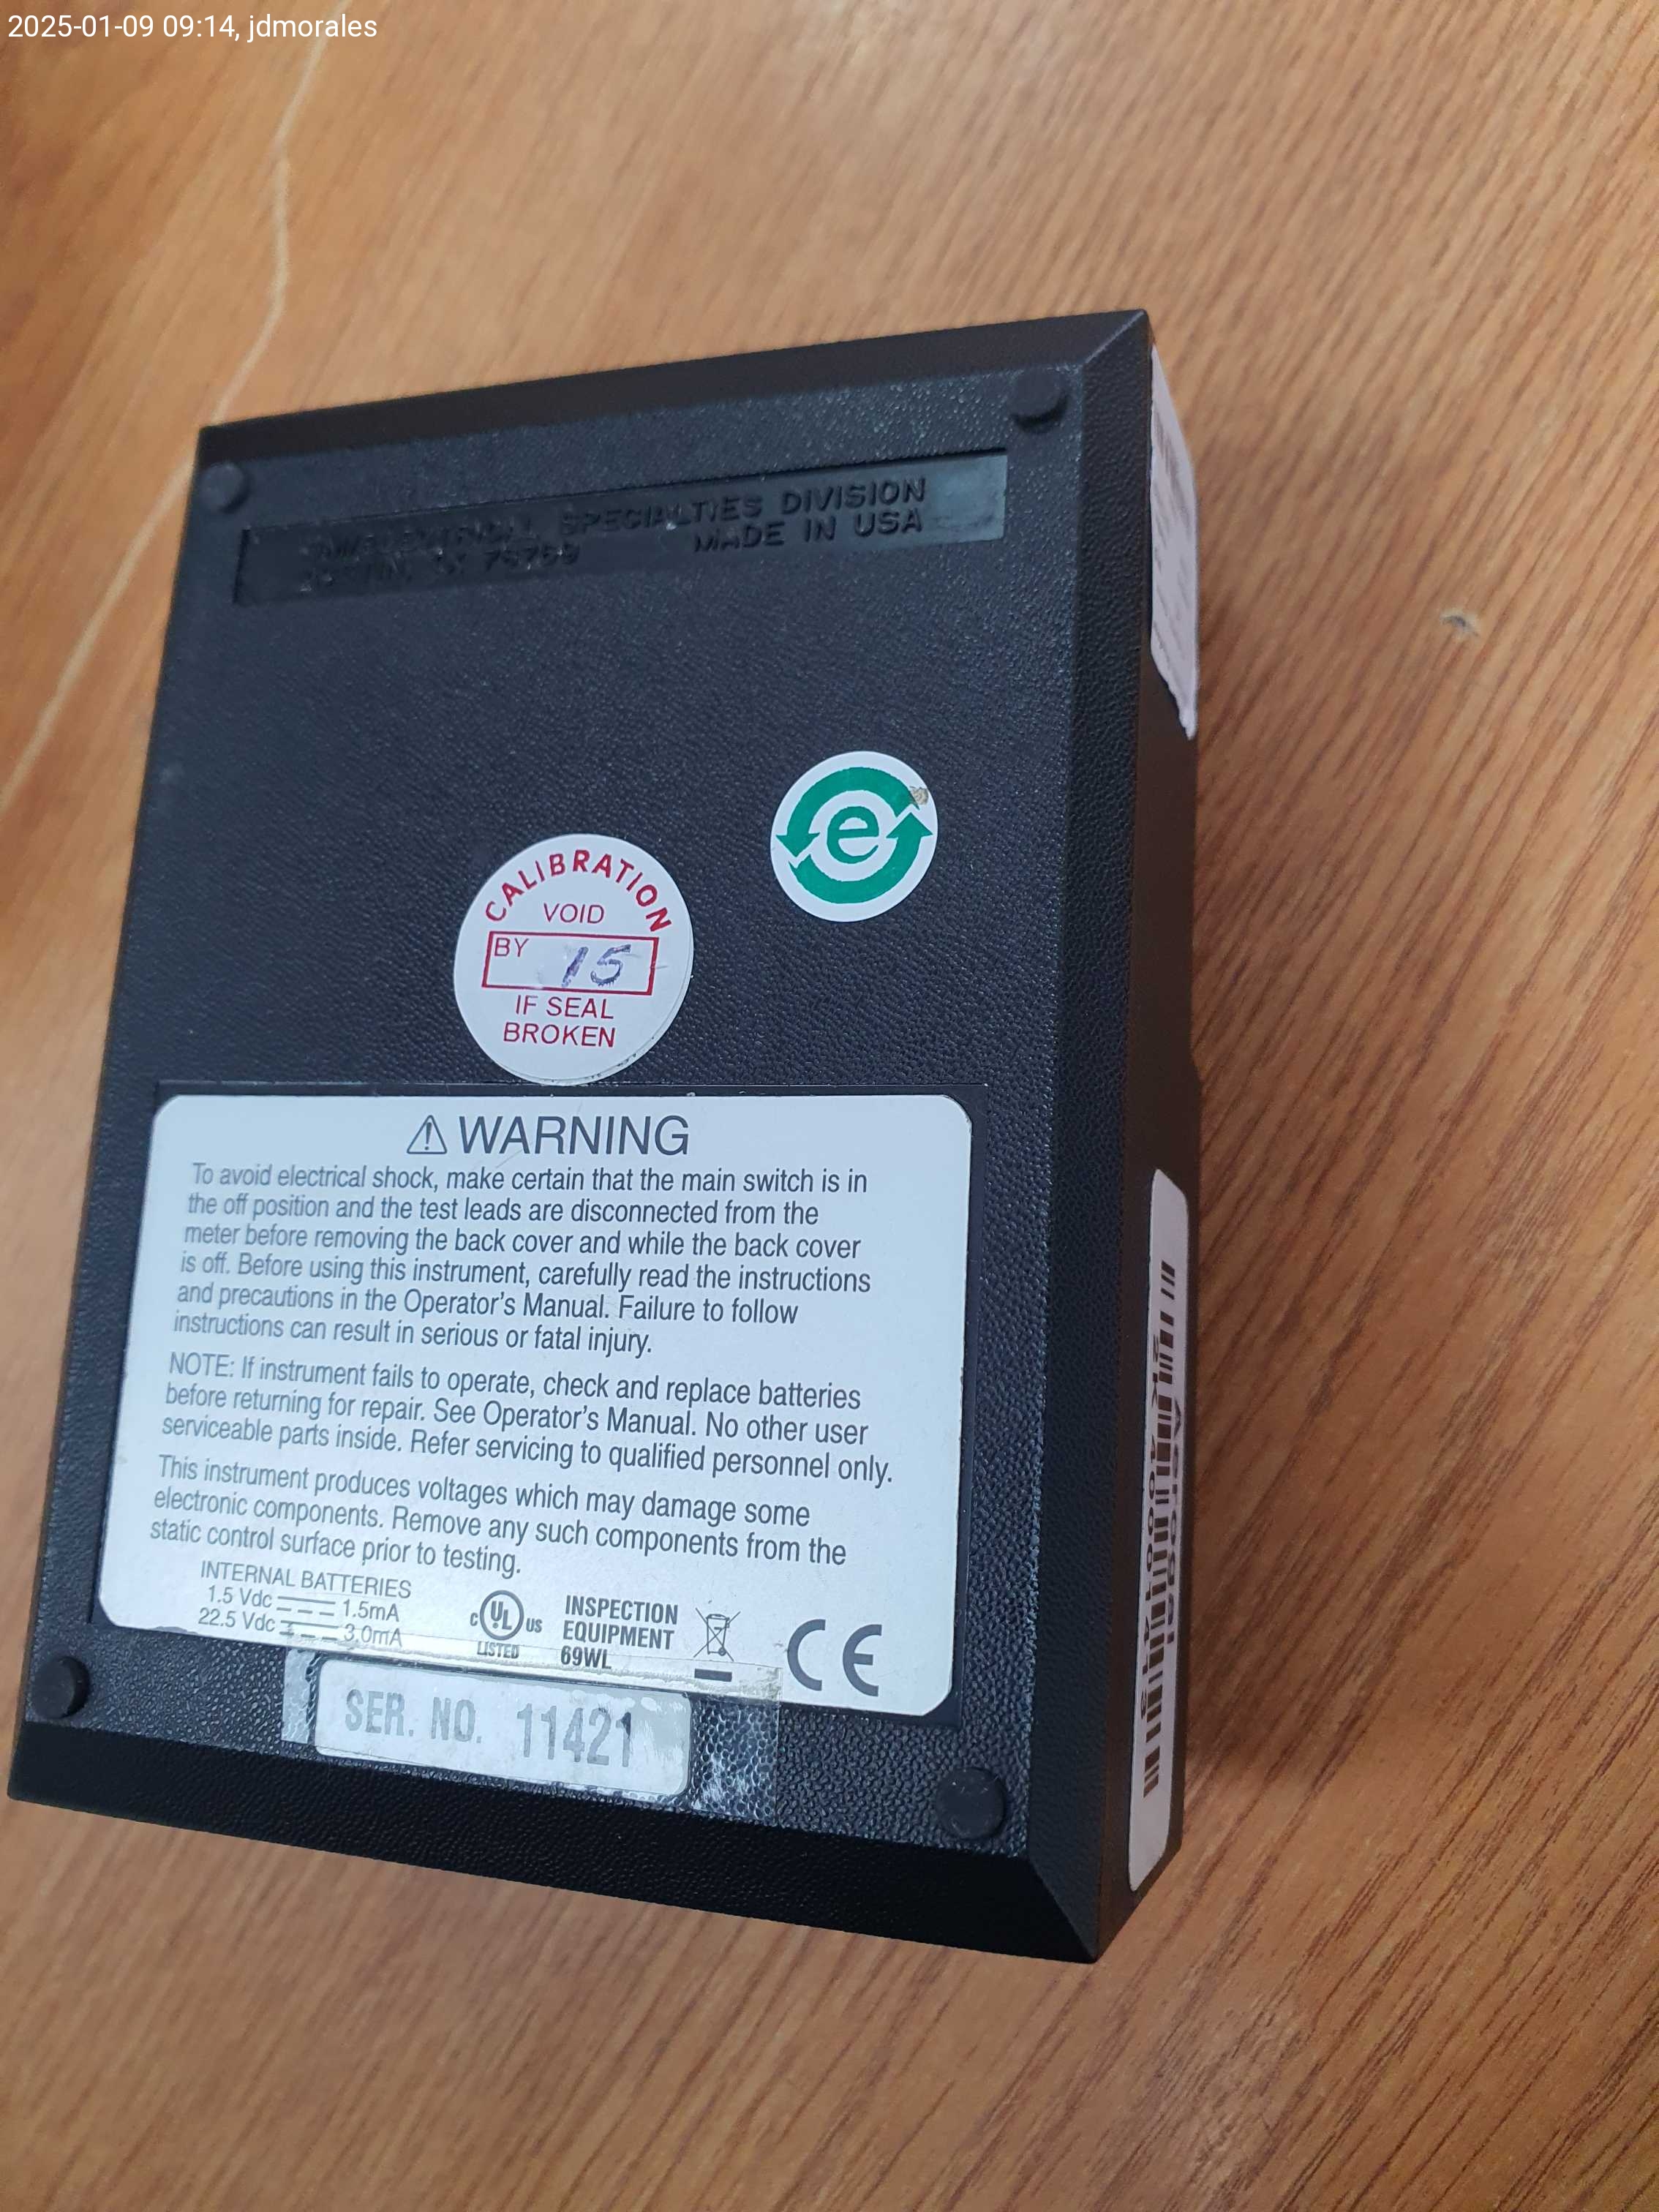 2025-01-09 09:14, jdmorales
SPECIALTIES DIVISION
MADE IN USA
e
CALIBRATION
VOID
BY 15
IF SEAL
BROKEN
⚠ WARNING
To avoid electrical shock, make certain that the main switch is in
the off position and the test leads are disconnected from the
meter before removing the back cover and while the back cover
is off. Before using this instrument, carefully read the instructions
and precautions in the Operator's Manual. Failure to follow
instructions can result in serious or fatal injury.
NOTE: If instrument fails to operate, check and replace batteries
before returning for repair. See Operator's Manual. No other user
serviceable parts inside. Refer servicing to qualified personnel only.
This instrument produces voltages which may damage some
electronic components. Remove any such components from the
static control surface prior to testing.
INTERNAL BATTERIES
1.5 Vdc 1.5mA
22.5 Vdc 3.0mA
c UL us
LISTED
INSPECTION
EQUIPMENT
69WL
CE
SER. NO. 11421